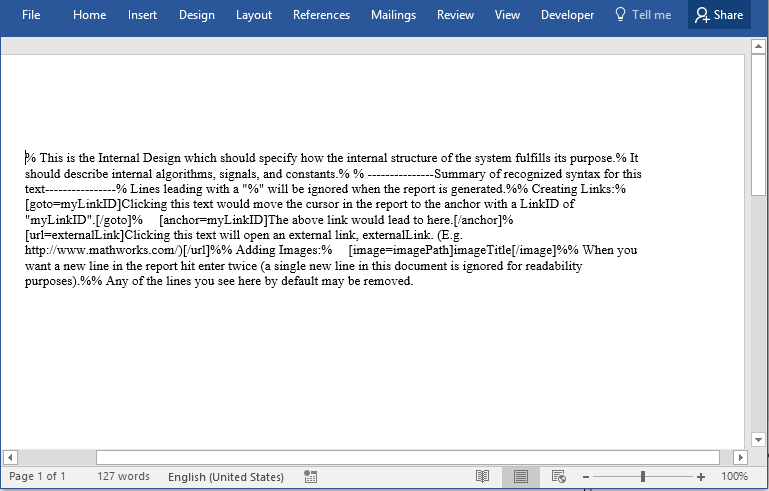 File Home Insert Design Layout References Mailings Review View Developer Tell me Share
% This is the Internal Design which should specify how the internal structure of the system fulfills its purpose.% It
should describe internal algorithms, signals, and constants.% % ---------------Summary of recognized syntax for this
text----------------% Lines leading with a "%" will be ignored when the report is generated.%% Creating Links:%
[goto=myLinkID]Clicking this text would move the cursor in the report to the anchor with a LinkID of
"myLinkID".[/goto]% [anchor=myLinkID]The above link would lead to here.[/anchor]%
[url=externalLink]Clicking this text will open an external link, externalLink. (E.g.
http://www.mathworks.com/)[/url]%% Adding Images:% [image=imagePath]imageTitle[/image]%% When you
want a new line in the report hit enter twice (a single new line in this document is ignored for readability
purposes).%% Any of the lines you see here by default may be removed.
Page 1 of 1 127 words English (United States) 100%